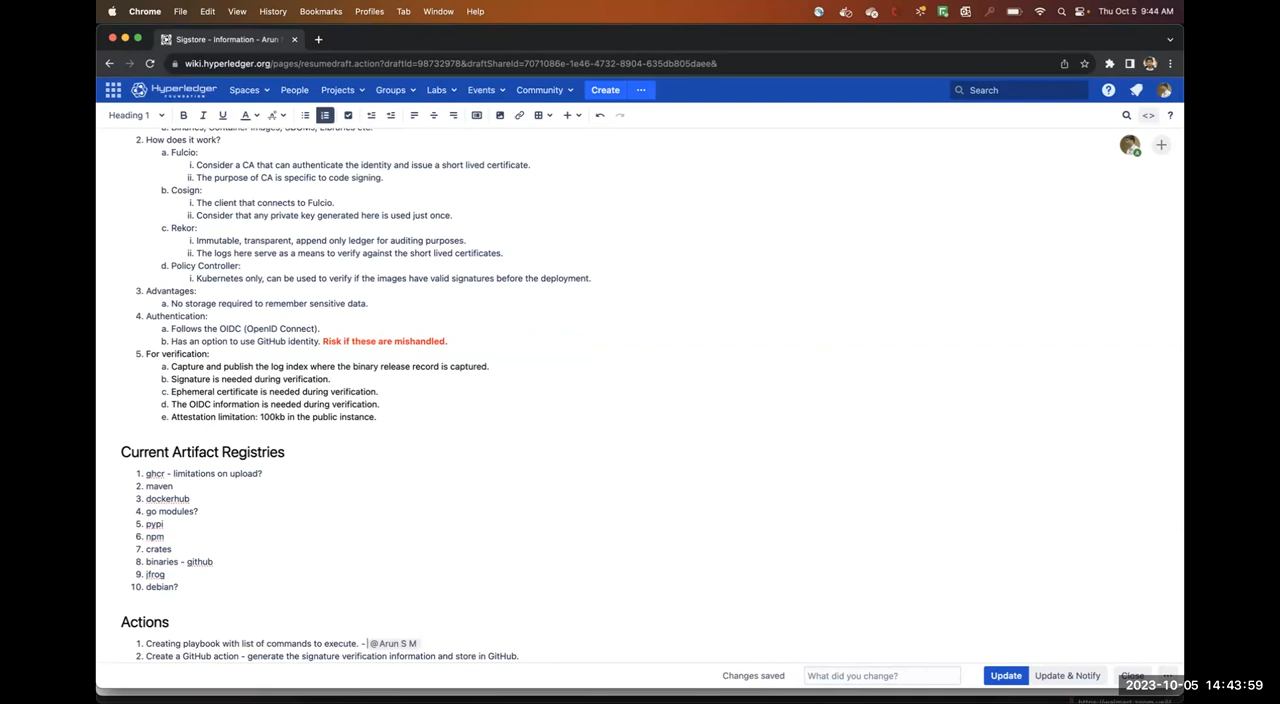 Chrome File Edit View History Bookmarks Profiles Tab Window Help Thu Oct 5 9:44 AM
Sigstore - Information - Arun
wiki.hyperledger.org/pages/resumedraft.action?draftId=98732978&draftShareId=7071086e-1e46-4732-8904-635db805daee&
Hyperledger FOUNDATION Spaces People Projects Groups Labs Events Community Create Search
Heading 1
a. Binaries, Container Images, SBOMs, Libraries etc.
2. How does it work?
a. Fulcio:
i. Consider a CA that can authenticate the identity and issue a short lived certificate.
ii. The purpose of CA is specific to code signing.
b. Cosign:
i. The client that connects to Fulcio.
ii. Consider that any private key generated here is used just once.
c. Rekor:
i. Immutable, transparent, append only ledger for auditing purposes.
ii. The logs here serve as a means to verify against the short lived certificates.
d. Policy Controller:
i. Kubernetes only, can be used to verify if the images have valid signatures before the deployment.
3. Advantages:
a. No storage required to remember sensitive data.
4. Authentication:
a. Follows the OIDC (OpenID Connect).
b. Has an option to use GitHub identity. Risk if these are mishandled.
5. For verification:
a. Capture and publish the log index where the binary release record is captured.
b. Signature is needed during verification.
c. Ephemeral certificate is needed during verification.
d. The OIDC information is needed during verification.
e. Attestation limitation: 100kb in the public instance.
Current Artifact Registries
1. ghcr - limitations on upload?
2. maven
3. dockerhub
4. go modules?
5. pypi
6. npm
7. crates
8. binaries - github
9. jfrog
10. debian?
Actions
1. Creating playbook with list of commands to execute. - @Arun S M
2. Create a GitHub action - generate the signature verification information and store in GitHub.
Changes saved What did you change? Update Update & Notify Close
2023-10-05 14:43:59